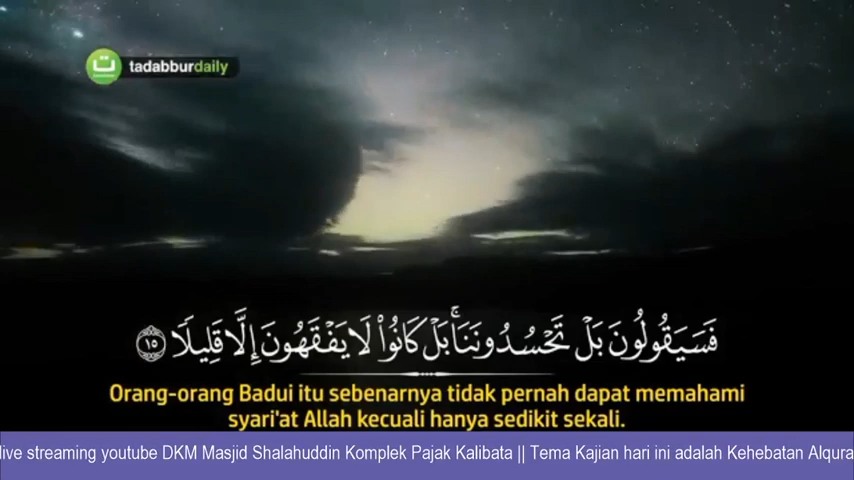 tadabburdaily
فَسَيَقُولُونَ بَلْ تَحْسُدُونَنَا ۚ بَلْ كَانُوا۟ لَا يَفْقَهُونَ إِلَّا قَلِيلًا ١٥
Orang-orang Badui itu sebenarnya tidak pernah dapat memahami
syari'at Allah kecuali hanya sedikit sekali.
live streaming youtube DKM Masjid Shalahuddin Komplek Pajak Kalibata || Tema Kajian hari ini adalah Kehebatan Alqura